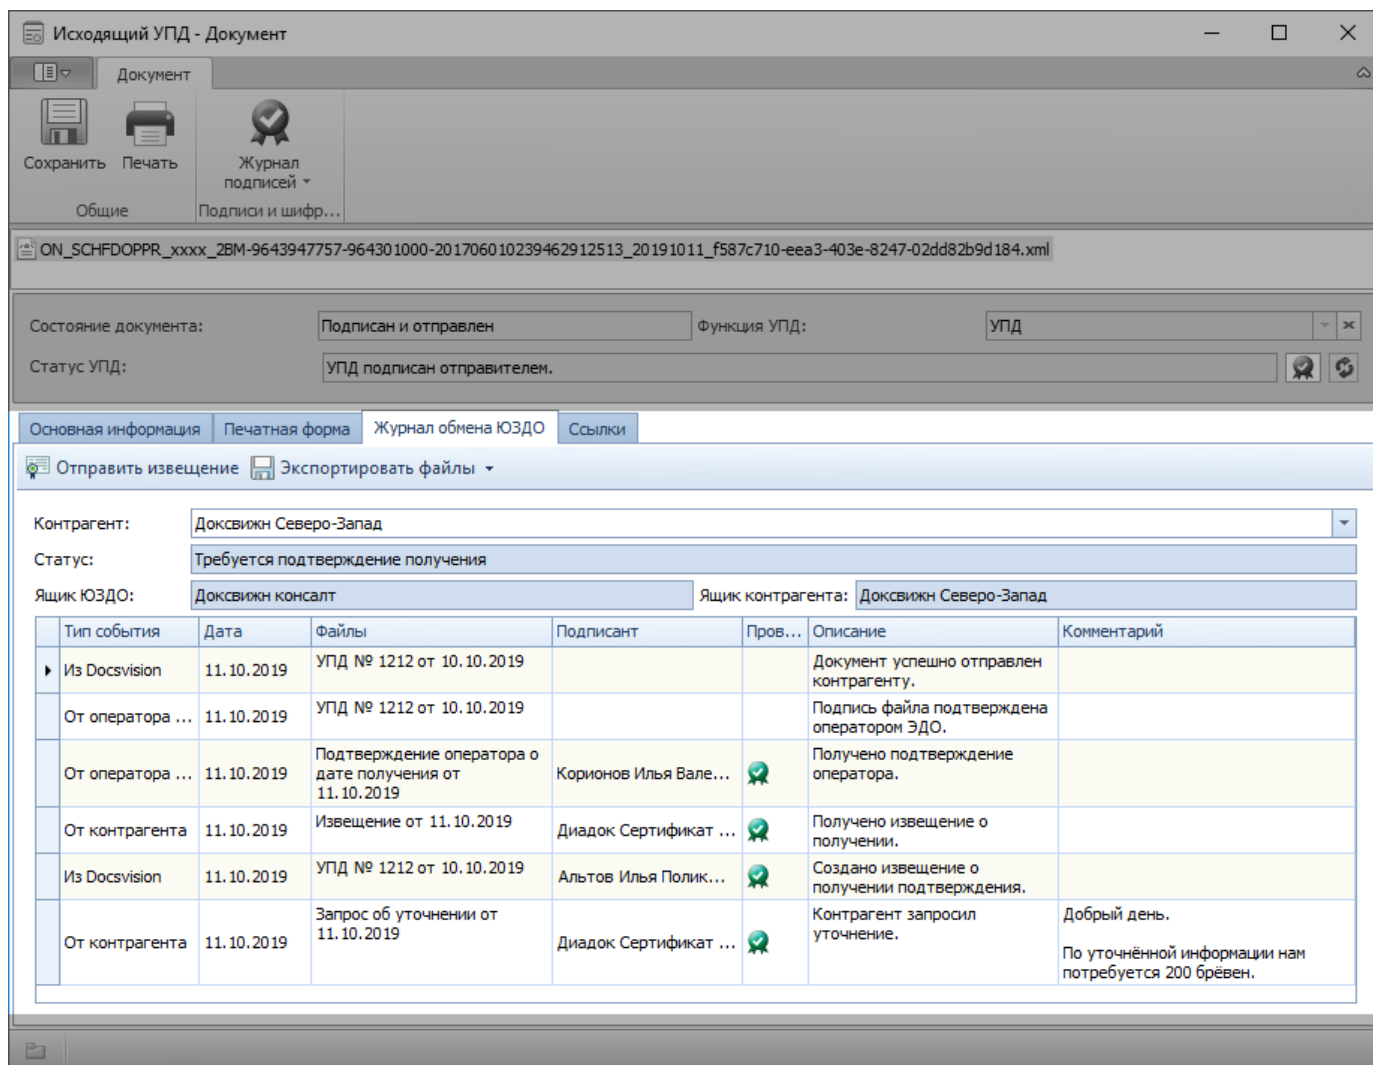 Исходящий УПД - Документ
Документ
Сохранить
Печать
Журнал
подписей
Общие
Подписи и шифр...
ON_SCHFDOPPR_xxxx_2BM-9643947757-964301000-201706010239462912513_20191011_f587c710-eea3-403e-8247-02dd82b9d184.xml
Состояние документа:
Подписан и отправлен
Функция УПД:
УПД
Статус УПД:
УПД подписан отправителем.
Основная информация
Печатная форма
Журнал обмена ЮЗДО
Ссылки
Отправить извещение
Экспортировать файлы
Контрагент:
Доксвижн Северо-Запад
Статус:
Требуется подтверждение получения
Ящик ЮЗДО:
Доксвижн консалт
Ящик контрагента:
Доксвижн Северо-Запад
Тип события
Дата
Файлы
Подписант
Пров...
Описание
Комментарий
Из Docsvision
11.10.2019
УПД № 1212 от 10.10.2019
Документ успешно отправлен
контрагенту.
От оператора ...
11.10.2019
УПД № 1212 от 10.10.2019
Подпись файла подтверждена
оператором ЭДО.
От оператора ...
11.10.2019
Подтверждение оператора о
дате получения от
11.10.2019
Корионов Илья Вале...
Получено подтверждение
оператора.
От контрагента
11.10.2019
Извещение от 11.10.2019
Диадок Сертификат ...
Получено извещение о
получении.
Из Docsvision
11.10.2019
УПД № 1212 от 10.10.2019
Альтов Илья Полик...
Создано извещение о
получении подтверждения.
От контрагента
11.10.2019
Запрос об уточнении от
11.10.2019
Диадок Сертификат ...
Контрагент запросил
уточнение.
Добрый день.
По уточнённой информации нам
потребуется 200 брёвен.